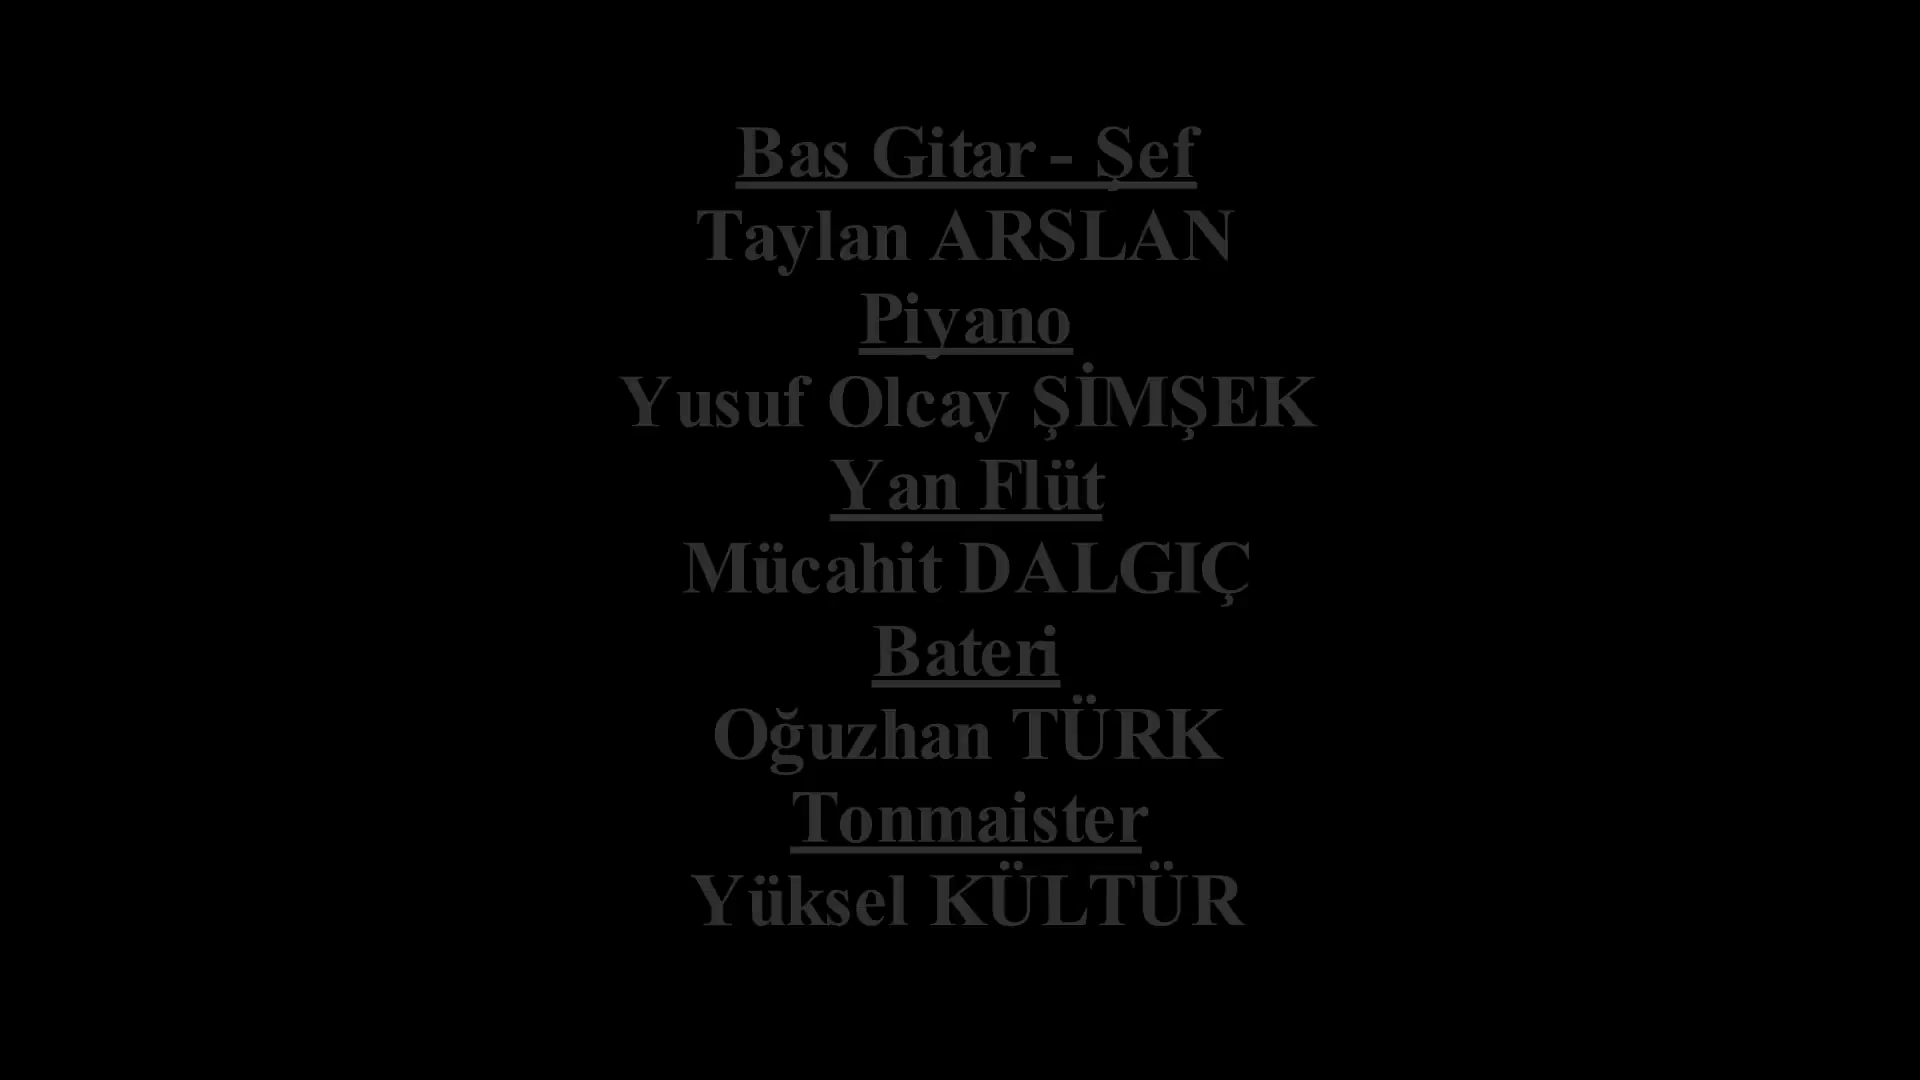 Bas Gitar - Şef
Taylan ARSLAN
Piyano
Yusuf Olcay ŞİMŞEK
Yan Flüt
Mücahit DALGIÇ
Bateri
Oğuzhan TÜRK
Tonmaister
Yüksel KÜLTÜR